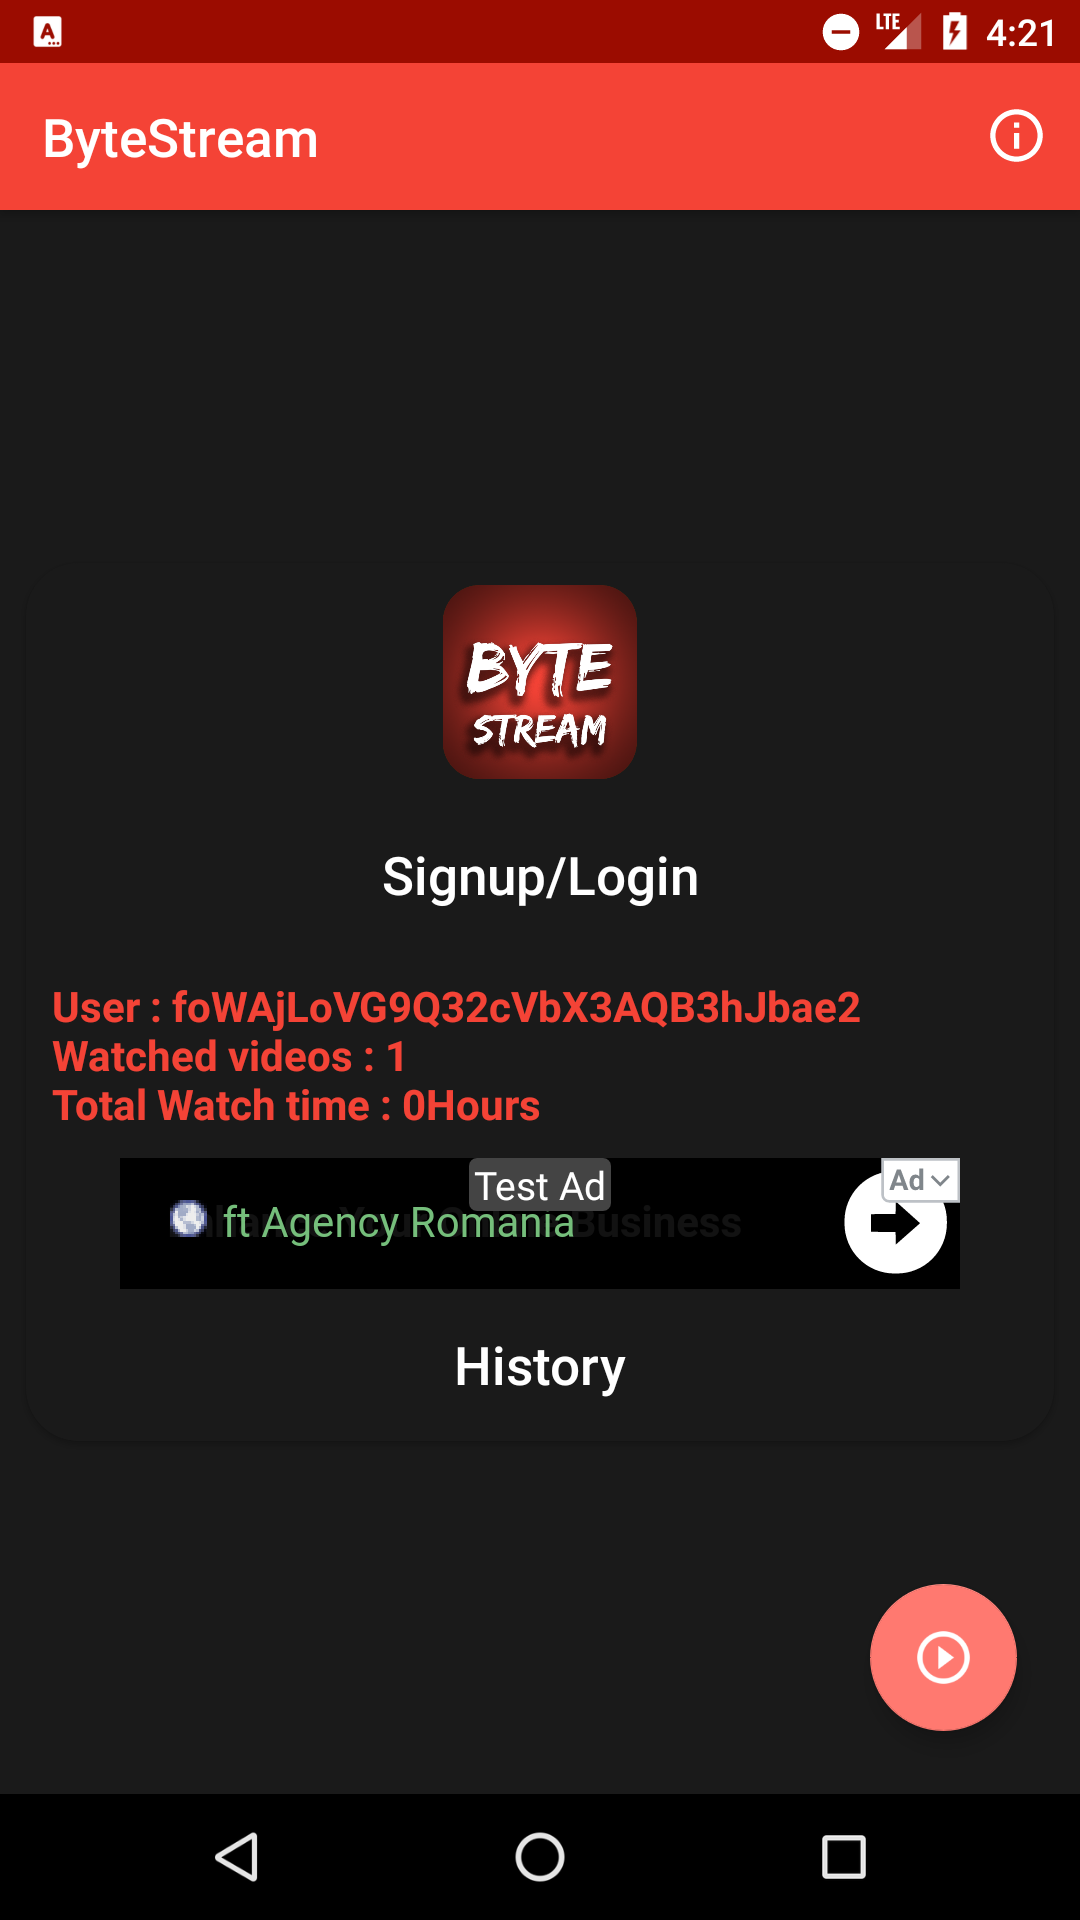 LTE 4:21
ByteStream
BYTE
STREAM
Signup/Login
User : foWAjLoVG9Q32cVbX3AQB3hJbae2
Watched videos : 1
Total Watch time : 0Hours
Test Ad
Ad
ft Agency Romania
Business
History